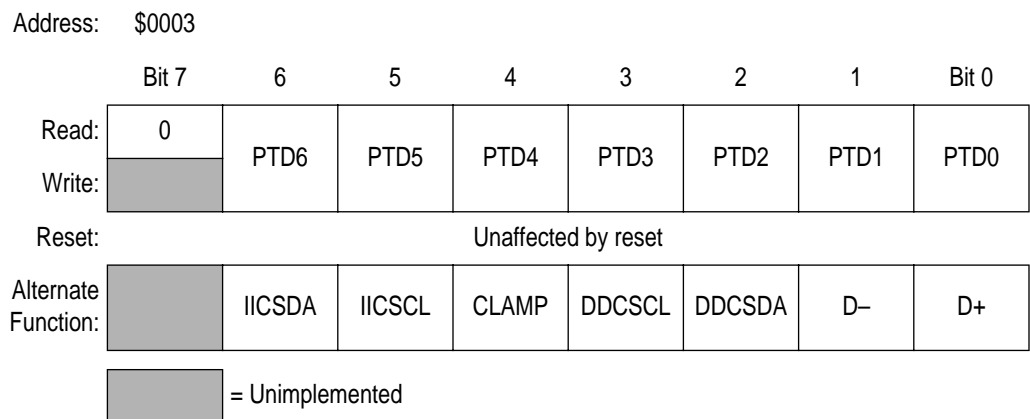 Address: $0003
Bit 7 6 5 4 3 2 1 Bit 0
Read: 0 PTD6 PTD5 PTD4 PTD3 PTD2 PTD1 PTD0
Write:
Reset: Unaffected by reset
Alternate
Function: IICSDA IICSCL CLAMP DDCSCL DDCSDA D– D+
= Unimplemented